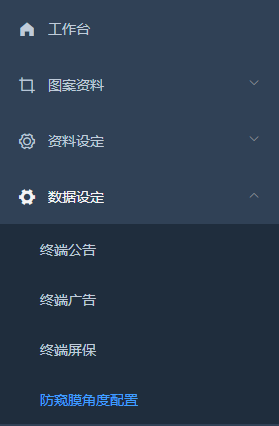 工作台
图案资料
资料设定
数据设定
终端公告
终端广告
终端屏保
防窥膜角度配置